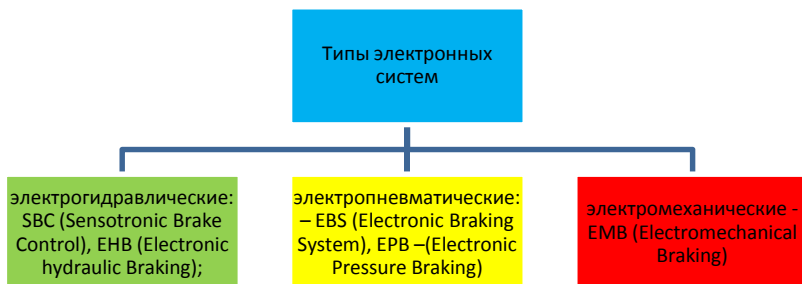 Типы электронных
систем
электрогидравлические:
SBC (Sensotronic Brake
Control), EHB (Electronic
hydraulic Braking);
электропневматические:
– EBS (Electronic Braking
System), EPB –(Electronic
Pressure Braking)
электромеханические -
EMB (Electromechanical
Braking)